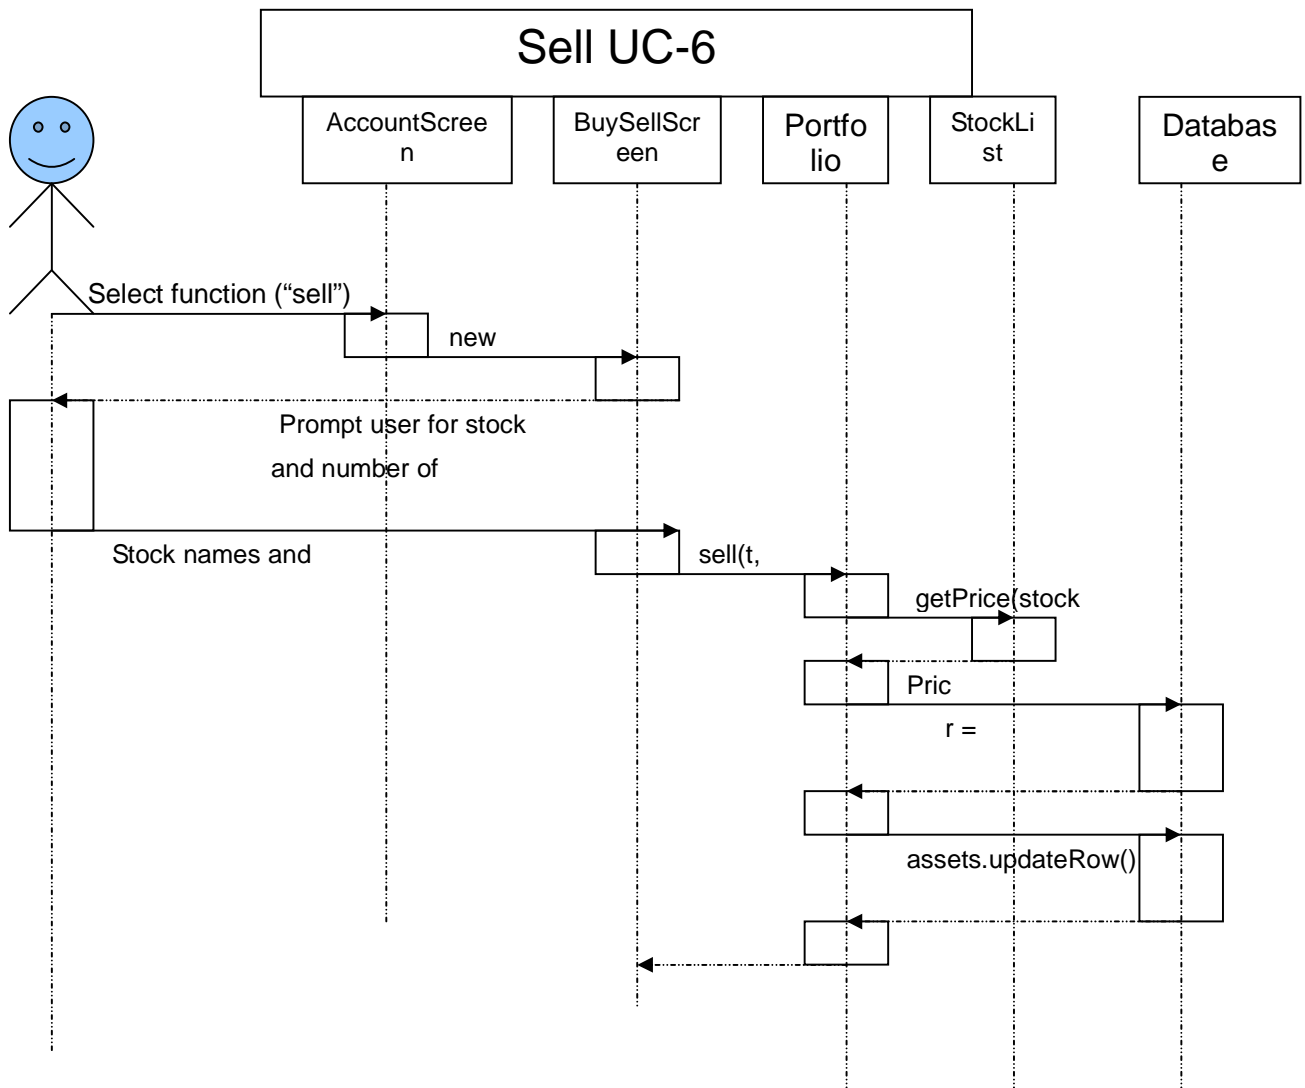 Sell UC-6
AccountScree
n
BuySellScr
een
Portfo
lio
StockLi
st
Databas
e
Select function (“sell”)
new
Prompt user for stock
and number of
Stock names and
sell(t,
getPrice(stock
Pric
r =
assets.updateRow()